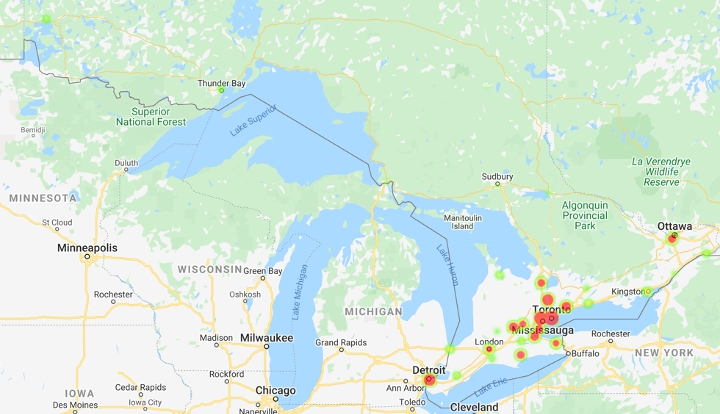 Thunder Bay
Superior
National Forest
Lake Superior
Bemidji
Duluth
La Verendrye
Wildlife
Reserve
Sudbury
MINNESOTA
Algonquin
Provincial
Park
Manitoulin
Island
St Cloud
Ottawa
Minneapolis
Lake Huron
WISCONSIN
Green Bay
Lake Michigan
Rochester
Oshkosh
Kingston
MICHIGAN
Toronto
Mississauga
Madison
Milwaukee
Grand Rapids
London
Rochester
Buffalo
NEW YORK
Rockford
Detroit
Ann Arbor
Lake Erie
IOWA
Cedar Rapids
Iowa City
Chicago
Des Moines
Naperville
Toledo
Cleveland